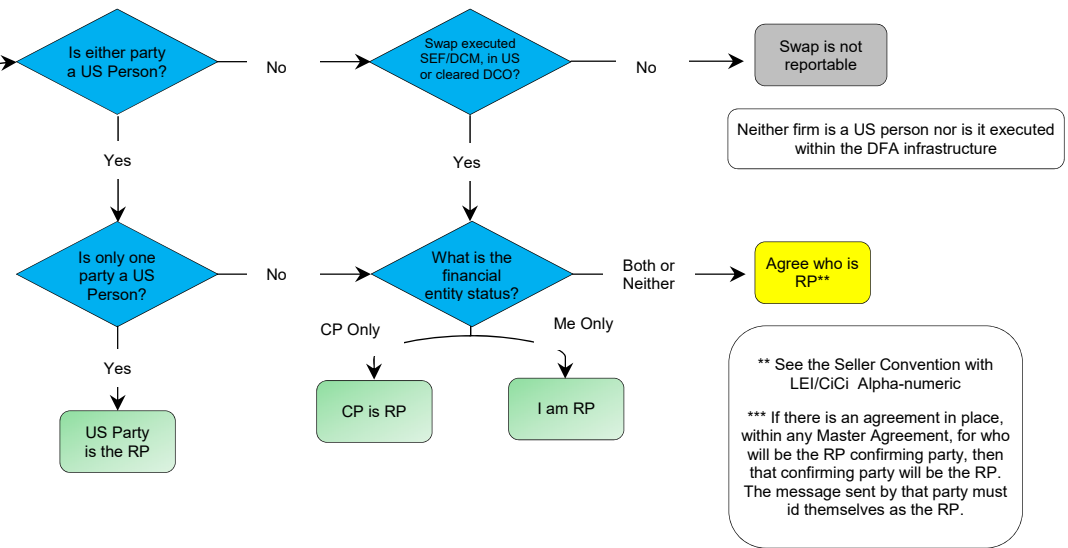 Is either party
a US Person?
No
Swap executed
SEF/DCM, in US
or cleared DCO?
No
Swap is not
reportable
Neither firm is a US person nor is it executed
within the DFA infrastructure
Yes
Yes
Is only one
party a US
Person?
No
What is the
financial
entity status?
Both or
Neither
Agree who is
RP**
CP Only
Me Only
Yes
CP is RP
I am RP
US Party
is the RP
** See the Seller Convention with
LEI/CiCi Alpha-numeric
*** If there is an agreement in place,
within any Master Agreement, for who
will be the RP confirming party, then
that confirming party will be the RP.
The message sent by that party must
id themselves as the RP.